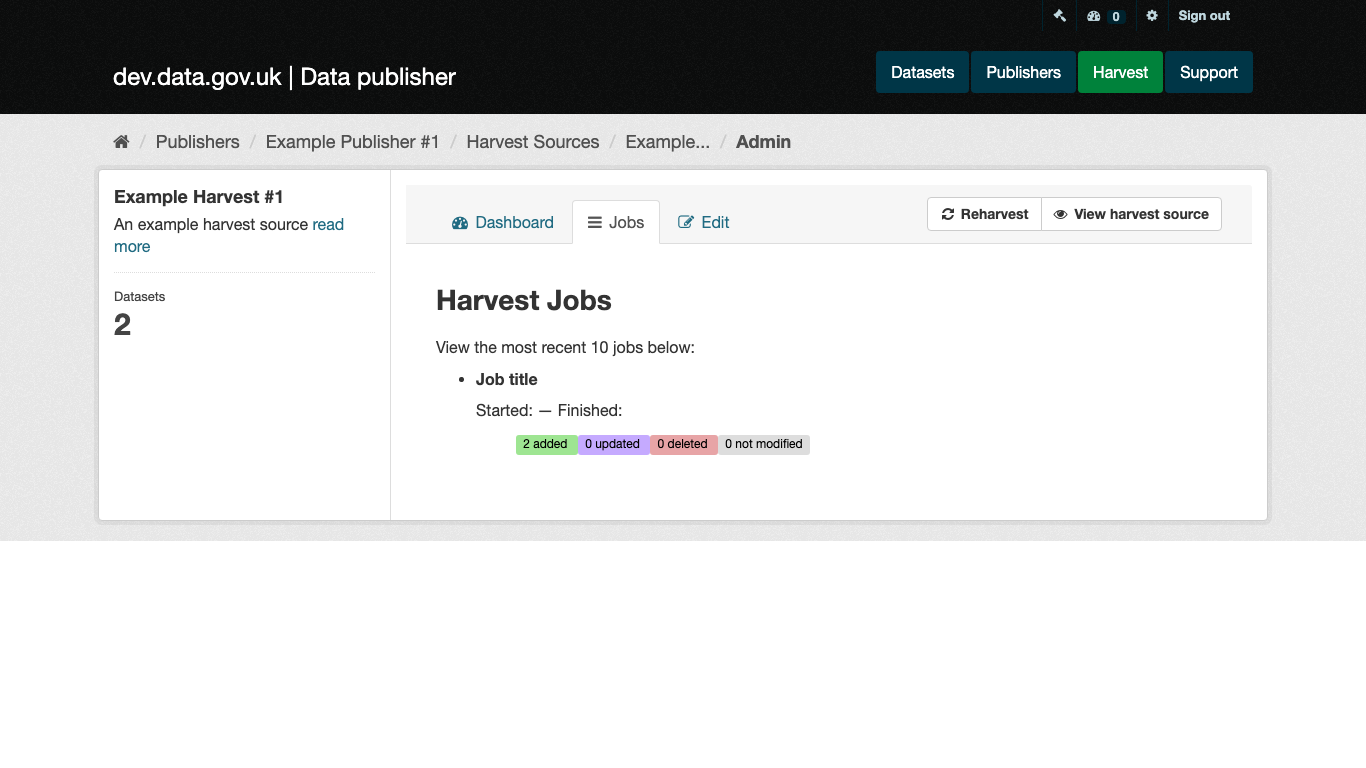 0
Sign out
dev.data.gov.uk | Data publisher
Datasets
Publishers
Harvest
Support
/ Publishers / Example Publisher #1 / Harvest Sources / Example... / Admin
Example Harvest #1
An example harvest source read
more
Datasets
2
Dashboard
Jobs
Edit
Reharvest
View harvest source
Harvest Jobs
View the most recent 10 jobs below:
• Job title
Started: — Finished:
2 added 0 updated 0 deleted 0 not modified